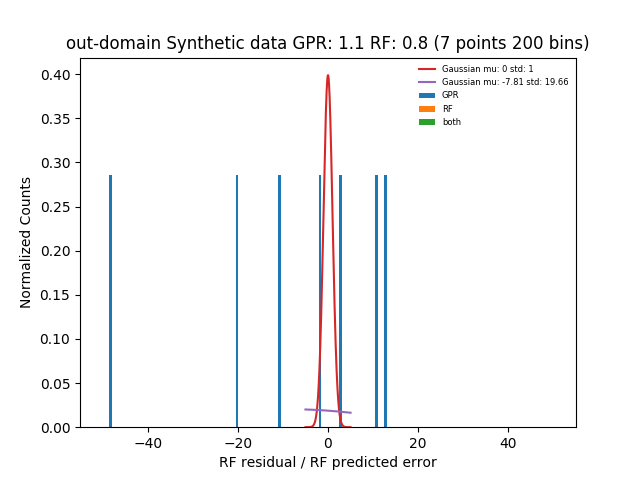 out-domain Synthetic data GPR: 1.1 RF: 0.8 (7 points 200 bins)
Gaussian mu: 0 std: 1
Gaussian mu: -7.81 std: 19.66
GPR
RF
both
0.40
0.35
0.30
0.25
0.20
0.15
0.10
0.05
0.00
Normalized Counts
−40 −20 0 20 40
RF residual / RF predicted error